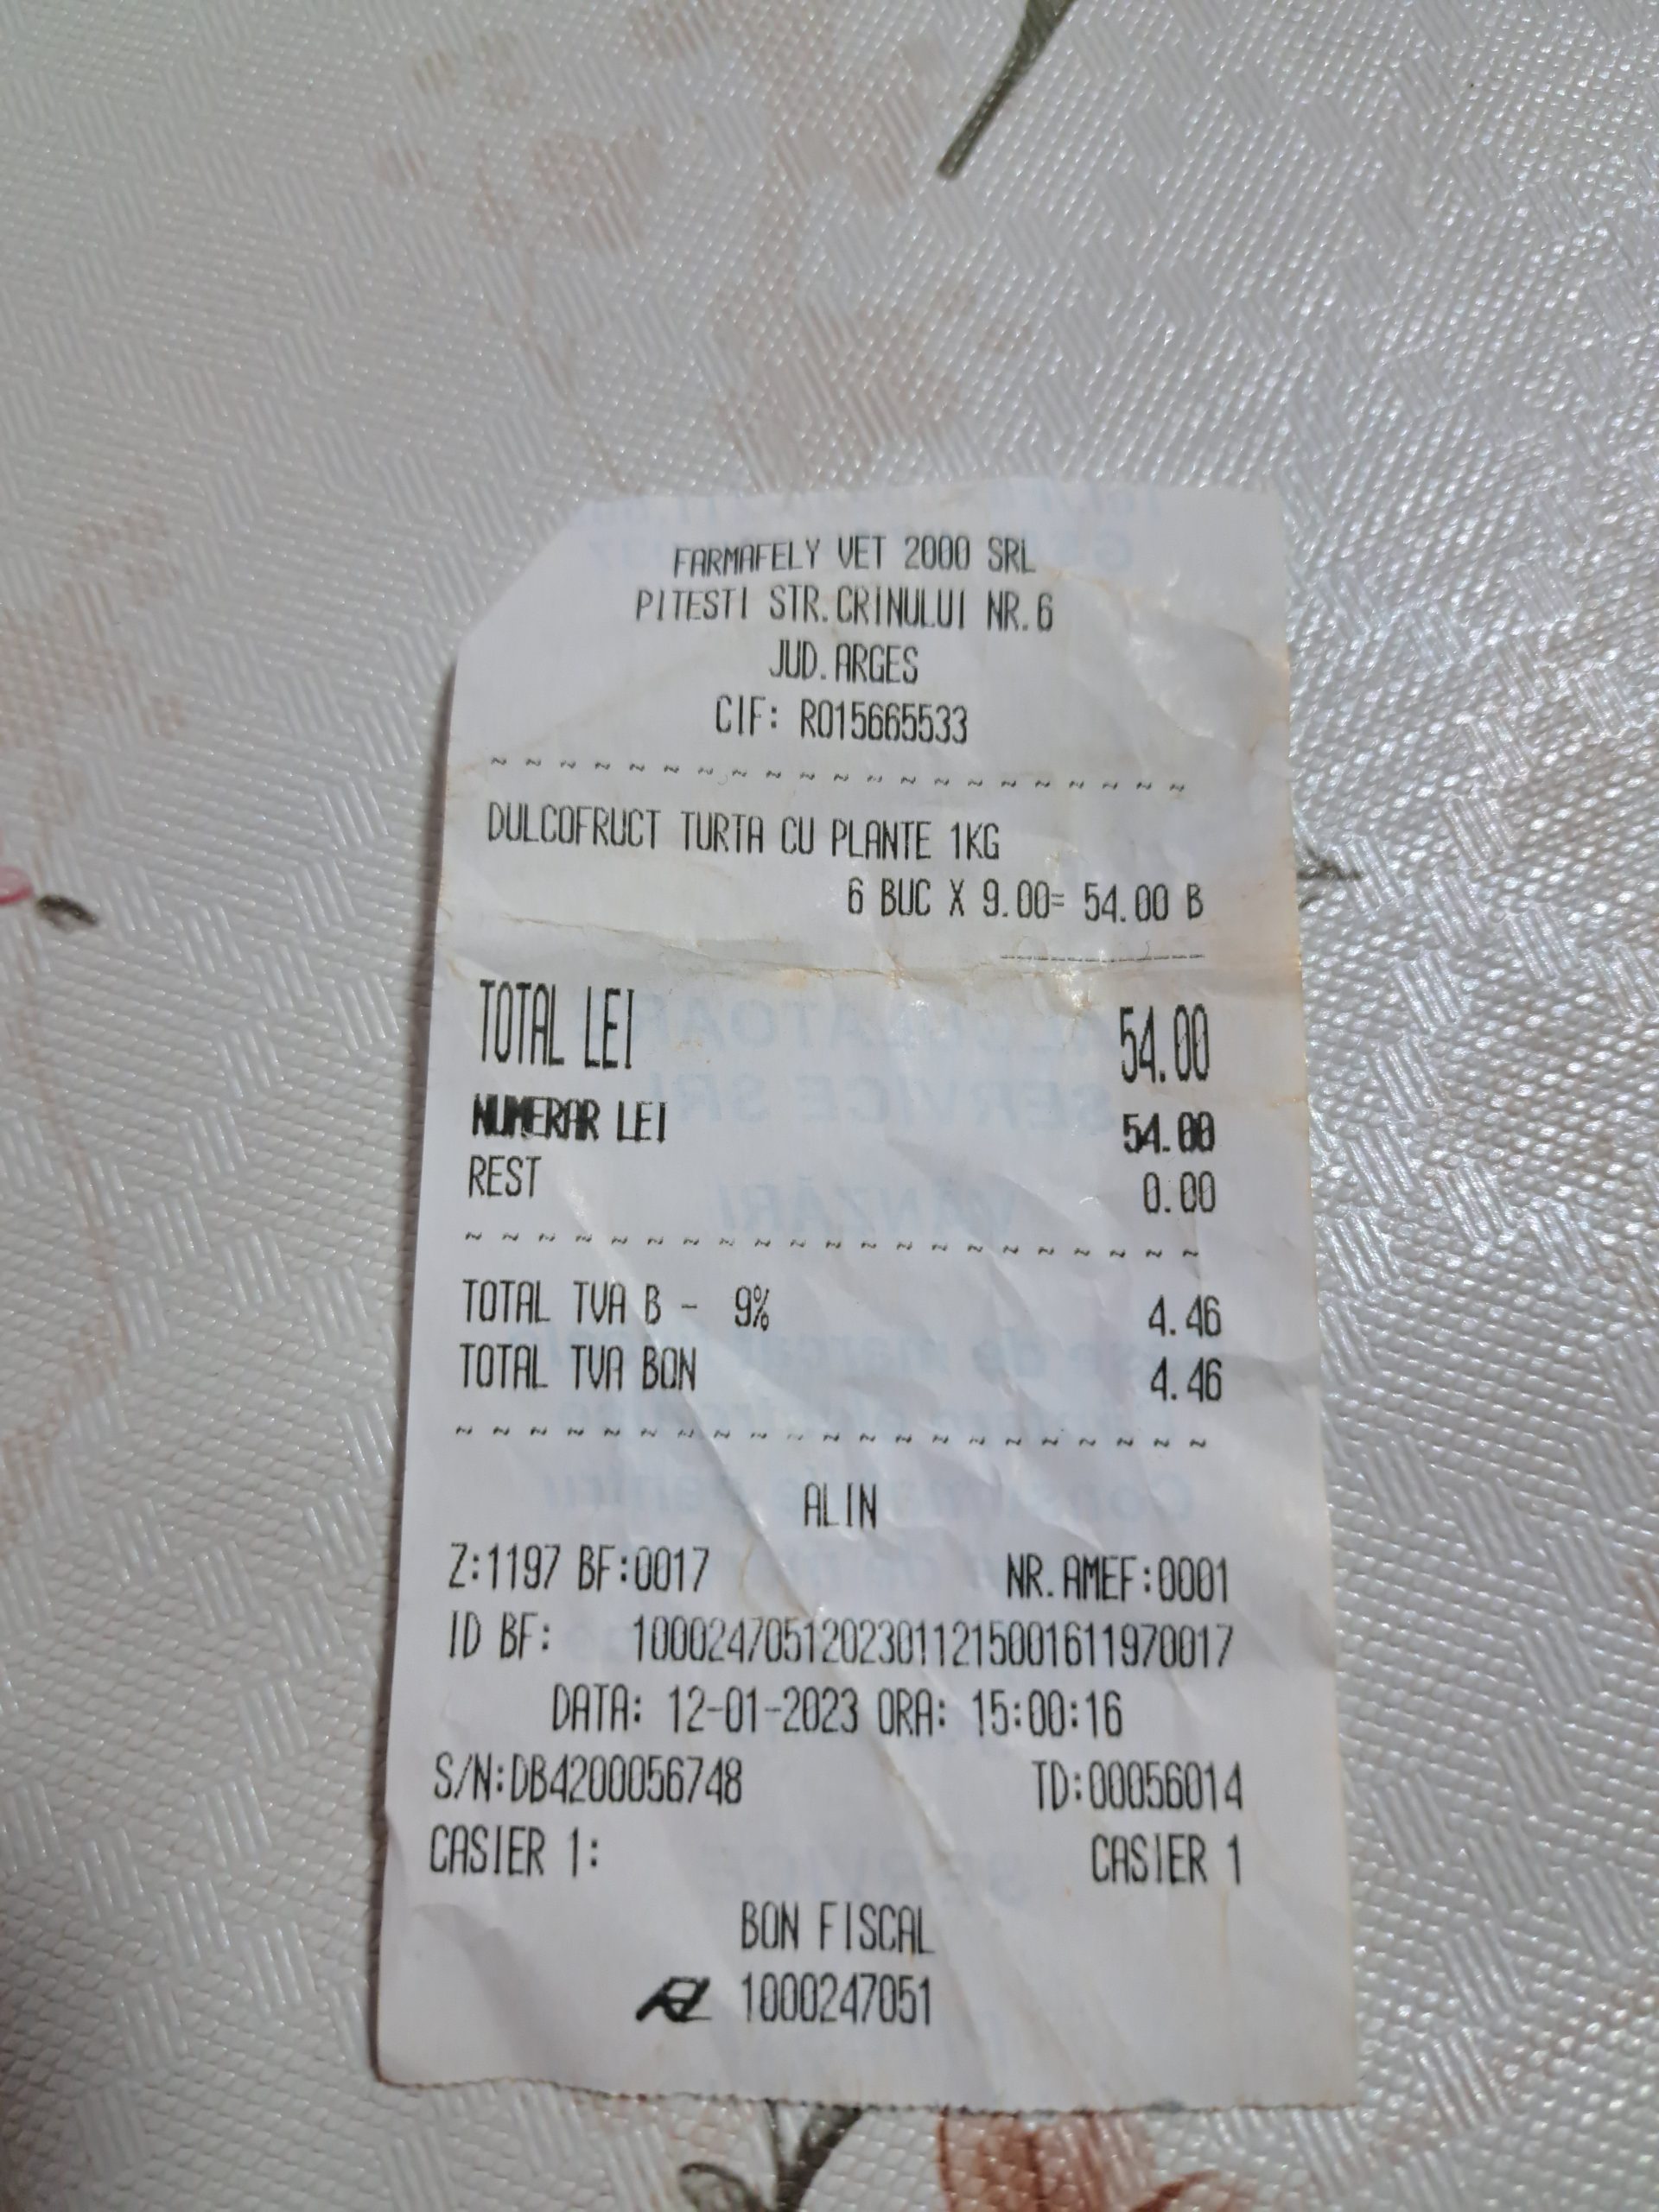 FARMAFELY VET 2000 SRL
PITESTI STR.CRINULUI NR.6
JUD.ARGES
CIF: RO15665533
~ ~ ~ ~ ~ ~ ~ ~ ~ ~ ~ ~ ~ ~ ~ ~ ~ ~ ~ ~ ~
DULCOFRUCT TURTA CU PLANTE 1KG
6 BUC X 9.00= 54.00 B
TOTAL LEI 54.00
NUMERAR LEI 54.00
REST 0.00
~ ~ ~ ~ ~ ~ ~ ~ ~ ~ ~ ~ ~ ~ ~ ~ ~ ~ ~ ~ ~
TOTAL TVA B - 9% 4.46
TOTAL TVA BON 4.46
~ ~ ~ ~ ~ ~ ~ ~ ~ ~ ~ ~ ~ ~ ~ ~ ~ ~ ~ ~ ~
ALIN
Z:1197 BF:0017 NR.AMEF:0001
ID BF: 1000247051202301121500161197​0017
DATA: 12-01-2023 ORA: 15:00:16
S/N:DB4200056748 TD:00056014
CASIER 1: CASIER 1
BON FISCAL
1000247051